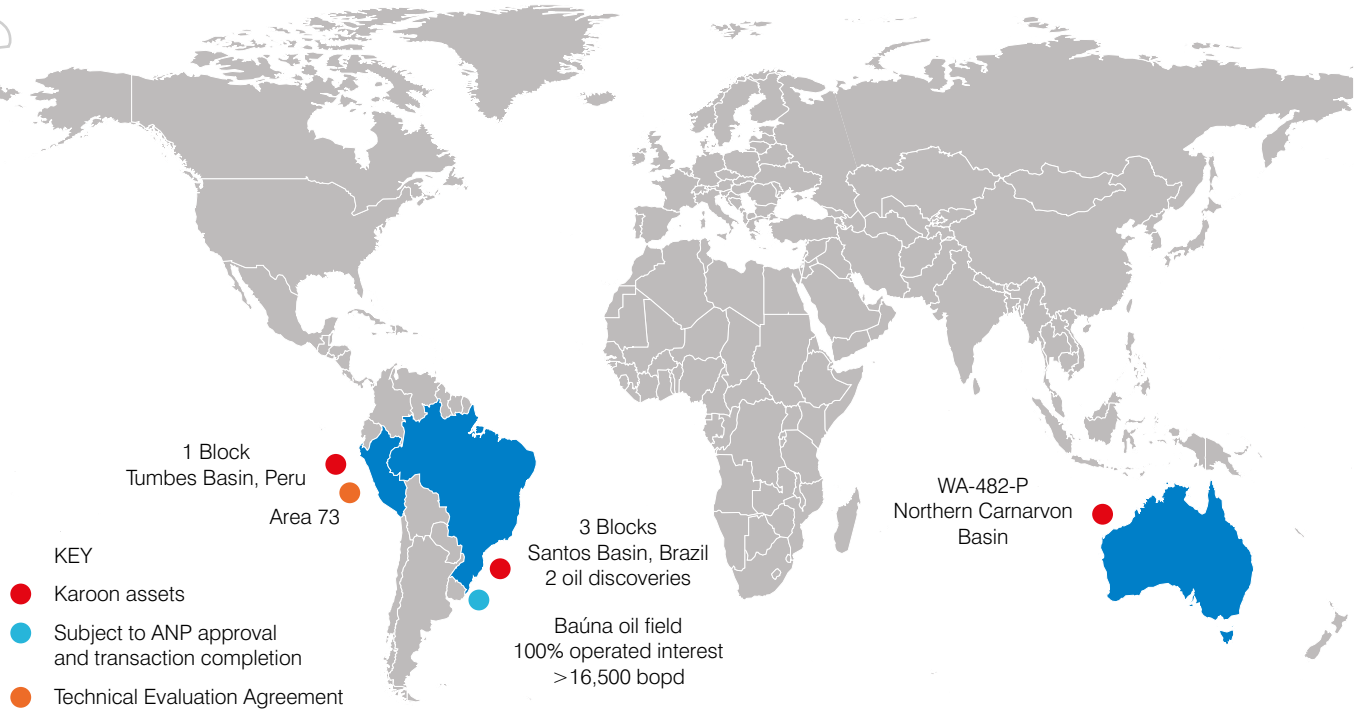 1 Block
Tumbes Basin, Peru
Area 73
3 Blocks
Santos Basin, Brazil
2 oil discoveries
Baúna oil field
100% operated interest
>16,500 bopd
WA-482-P
Northern Carnarvon
Basin
KEY
Karoon assets
Subject to ANP approval
and transaction completion
Technical Evaluation Agreement